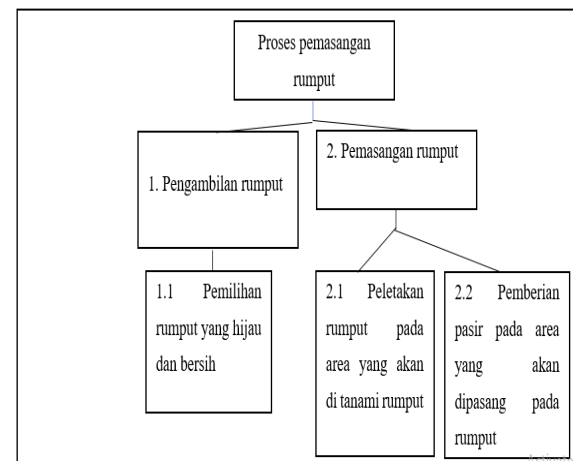 Proses pemasangan
rumput
1. Pengambilan rumput
2. Pemasangan rumput
1.1 Pemilihan
rumput yang hijau
dan bersih
2.1 Peletakan
rumput pada
area yang akan
di tanami rumput
2.2 Pemberian
pasir pada area
yang akan
dipasang pada
rumput